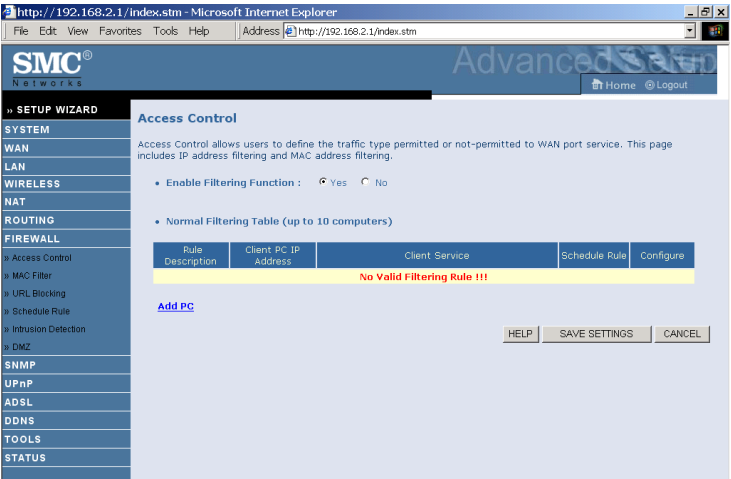 http://192.168.2.1/index.stm - Microsoft Internet Explorer
File Edit View Favorites Tools Help Address http://192.168.2.1/index.stm
SMC®
Networks
Advanced Setup
Home Logout
» SETUP WIZARD
SYSTEM
WAN
LAN
WIRELESS
NAT
ROUTING
FIREWALL
» Access Control
» MAC Filter
» URL Blocking
» Schedule Rule
» Intrusion Detection
» DMZ
SNMP
UPnP
ADSL
DDNS
TOOLS
STATUS
Access Control
Access Control allows users to define the traffic type permitted or not-permitted to WAN port service. This page
includes IP address filtering and MAC address filtering.
• Enable Filtering Function : Yes No
• Normal Filtering Table (up to 10 computers)
Rule Description Client PC IP Address Client Service Schedule Rule Configure
No Valid Filtering Rule !!!
Add PC
HELP SAVE SETTINGS CANCEL